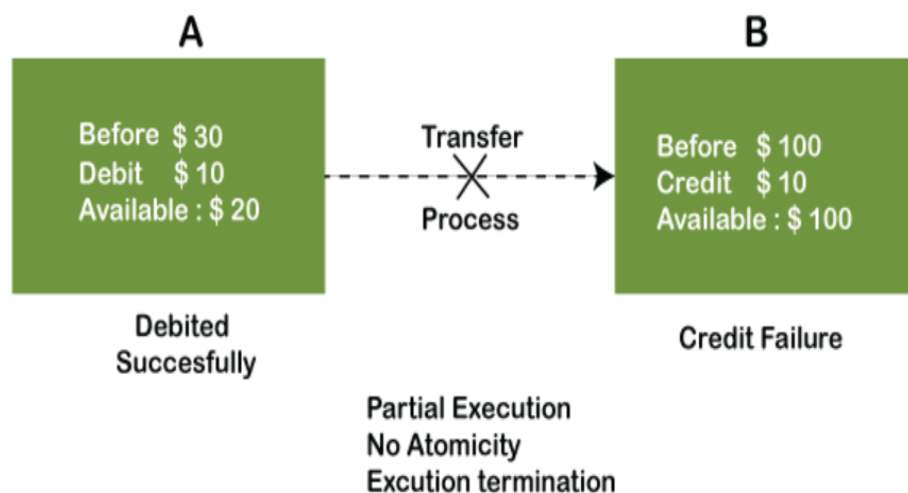 A
B
Before $ 30
Debit $ 10
Available : $ 20
Transfer
Process
Before $ 100
Credit $ 10
Available : $ 100
Debited
Succesfully
Credit Failure
Partial Execution
No Atomicity
Excution termination